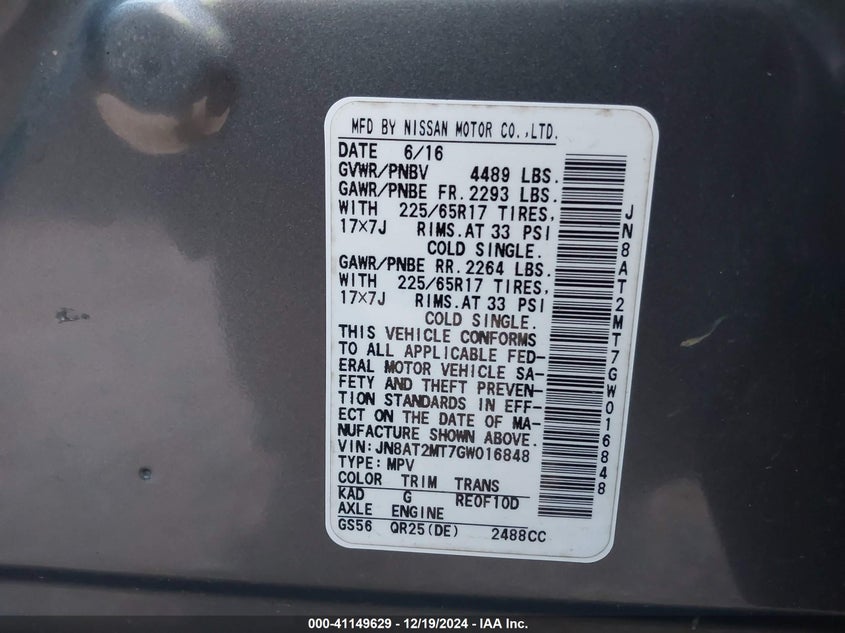 MFD BY NISSAN MOTOR CO.,LTD.
DATE 6/16
GVWR/PNBV 4489 LBS.
GAWR/PNBE FR. 2293 LBS.
WITH 225/65R17 TIRES,
17×7J RIMS.AT 33 PSI
COLD SINGLE.
GAWR/PNBE RR. 2264 LBS.
WITH 225/65R17 TIRES,
17×7J RIMS.AT 33 PSI
COLD SINGLE.
THIS VEHICLE CONFORMS
TO ALL APPLICABLE FED-
ERAL MOTOR VEHICLE SA-
FETY AND THEFT PREVEN-
TION STANDARDS IN EFF-
ECT ON THE DATE OF MA-
NUFACTURE SHOWN ABOVE.
VIN:JN8AT2MT7GW016848
TYPE:MPV
COLOR TRIM TRANS
KAD G RE0F10D
AXLE ENGINE
GS56 QR25(DE) 2488CC
JN8AT2MT7GW016848
000-41149629 - 12/19/2024 - IAA Inc.